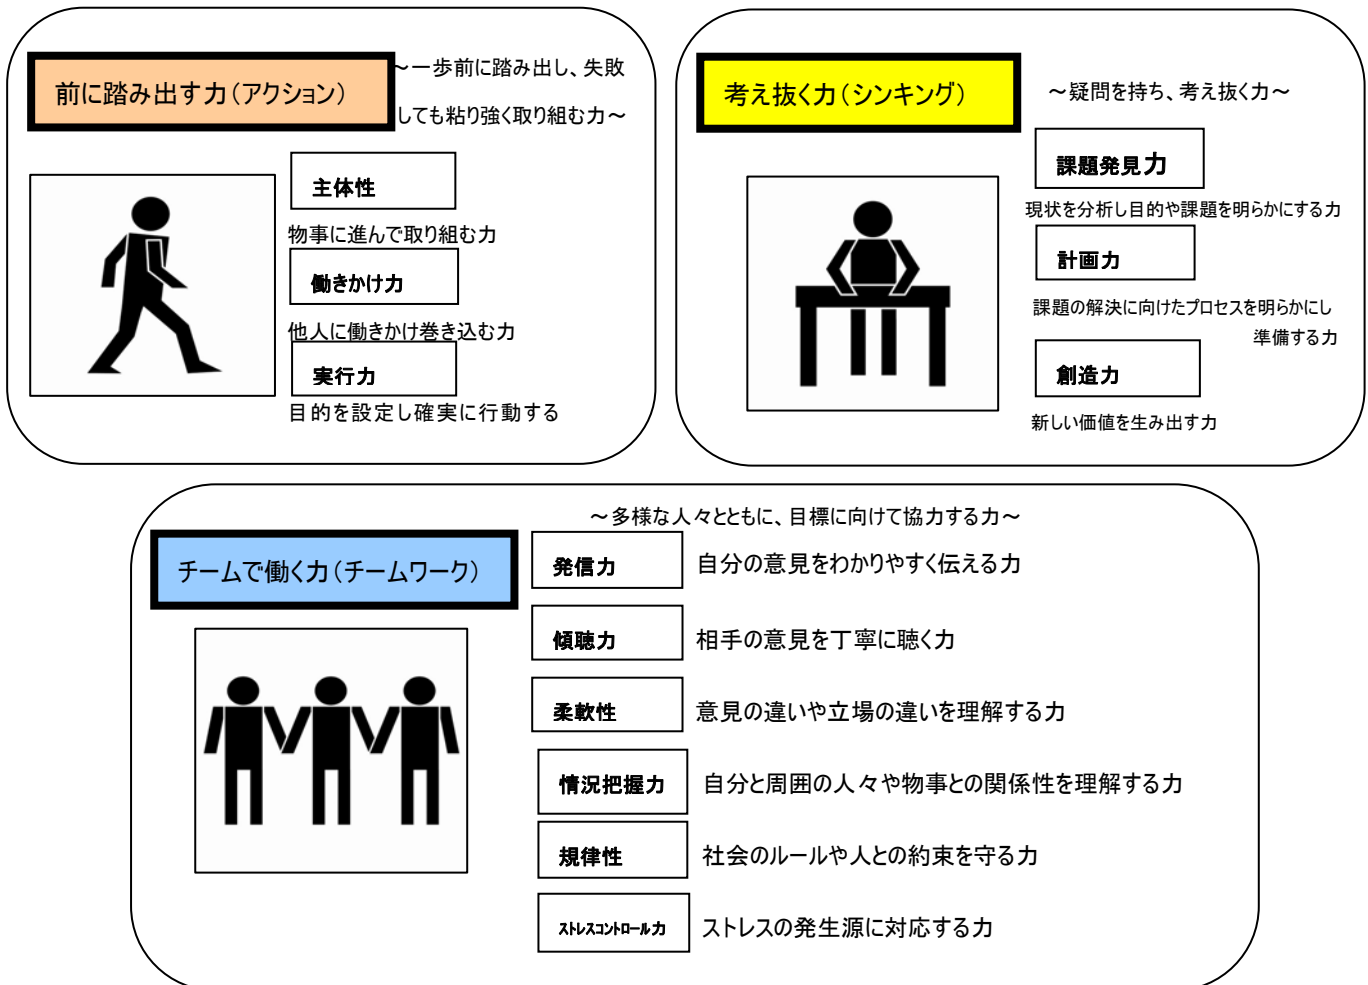 前に踏み出す力（アクション）
～一歩前に踏み出し、失敗
しても粘り強く取り組む力～
主体性
物事に進んで取り組む力
働きかけ力
他人に働きかけ巻き込む力
実行力
目的を設定し確実に行動する
考え抜く力（シンキング）
～疑問を持ち、考え抜く力～
課題発見力
現状を分析し目的や課題を明らかにする力
計画力
課題の解決に向けたプロセスを明らかにし
準備する力
創造力
新しい価値を生み出す力
チームで働く力（チームワーク）
～多様な人々とともに、目標に向けて協力する力～
発信力
自分の意見をわかりやすく伝える力
傾聴力
相手の意見を丁寧に聴く力
柔軟性
意見の違いや立場の違いを理解する力
情況把握力
自分と周囲の人々や物事との関係性を理解する力
規律性
社会のルールや人との約束を守る力
ストレスコントロール力
ストレスの発生源に対応する力